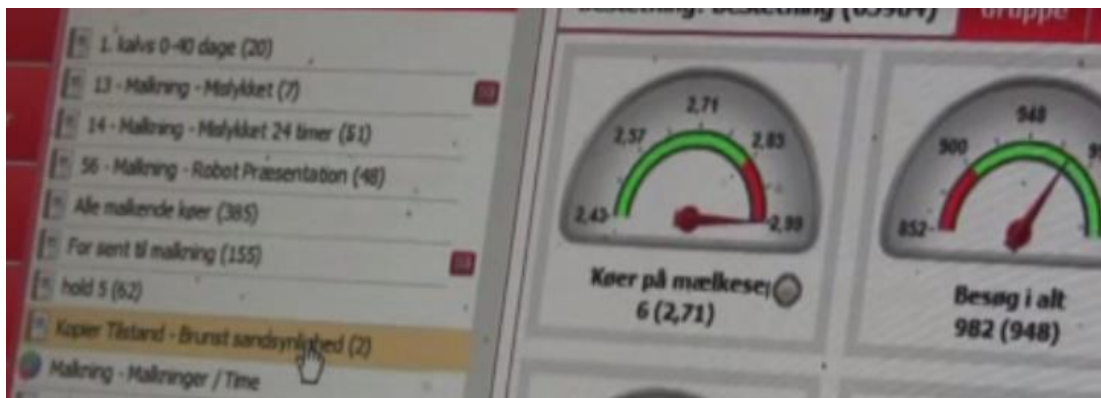 1. kalvs 0-40 dage (20)
13 - Malkning - Mislykket (7)
14 - Malkning - Mislykket 24 timer (51)
56 - Malkning - Robot Præsentation (48)
Alle malkende køer (385)
For sent til malkning (155)
hold 5 (62)
Kopier Tilstand - Brunst sandsynlighed (2)
Malkning - Malkninger / Time
Gruppe
2,43
2,57
2,71
2,85
2,99
Køer på mælkese
6 (2,71)
852
900
948
Besøg i alt
982 (948)